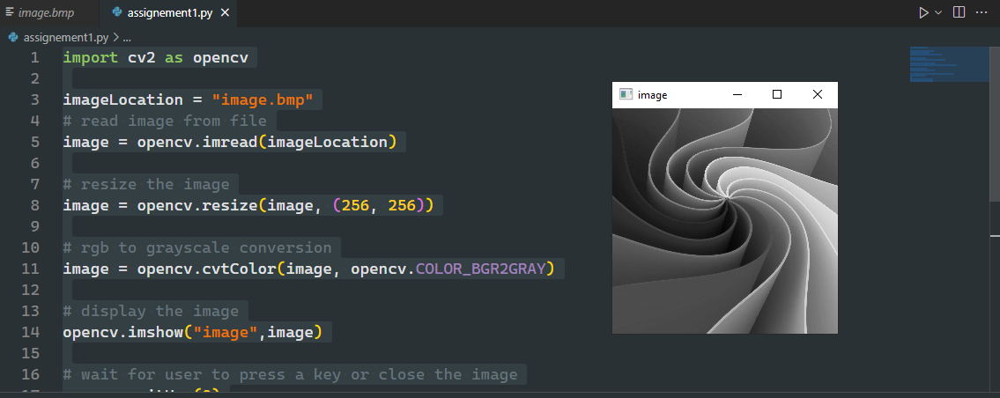 image.bmp
assignement1.py
assignement1.py > ...
image
1 import cv2 as opencv
2
3 imageLocation = "image.bmp"
4 # read image from file
5 image = opencv.imread(imageLocation)
6
7 # resize the image
8 image = opencv.resize(image, (256, 256))
9
10 # rgb to grayscale conversion
11 image = opencv.cvtColor(image, opencv.COLOR_BGR2GRAY)
12
13 # display the image
14 opencv.imshow("image",image)
15
16 # wait for user to press a key or close the image